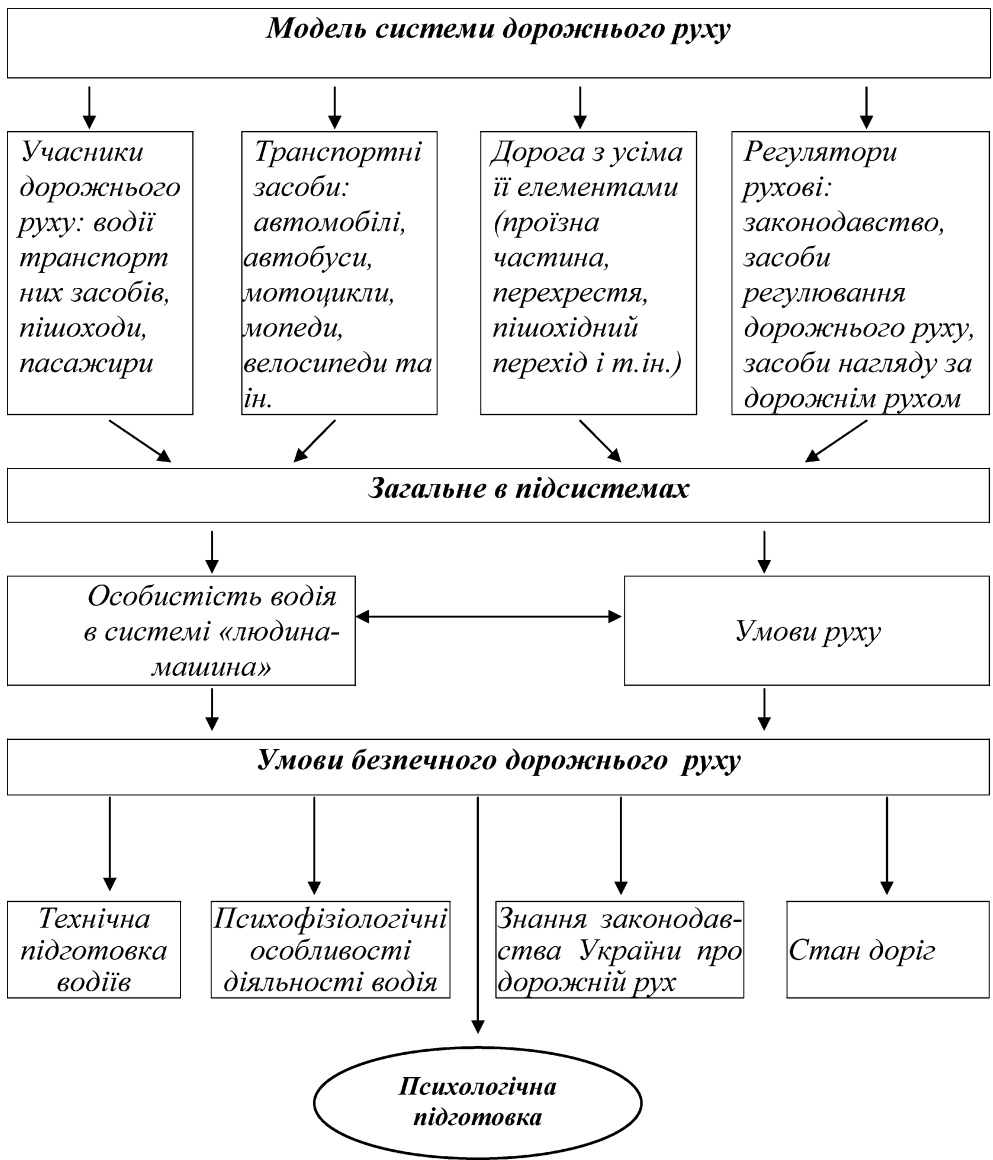 Модель системи дорожнього руху
Учасники
дорожнього
руху: водії
транспорт
них засобів,
пішоходи,
пасажири
Транспортні
засоби:
автомобілі,
автобуси,
мотоцикли,
мопеди,
велосипеди та
ін.
Дорога з усіма
її елементами
(проїзна
частина,
перехрестя,
пішохідний
перехід і т.ін.)
Регулятори
рухові:
законодавство,
засоби
регулювання
дорожнього руху,
засоби нагляду за
дорожнім рухом
Загальне в підсистемах
Особистість водія
в системі «людина-
машина»
Умови руху
Умови безпечного дорожнього руху
Технічна
підготовка
водіїв
Психофізіологічні
особливості
діяльності водія
Знання законодав-
ства України про
дорожній рух
Стан доріг
Психологічна
підготовка